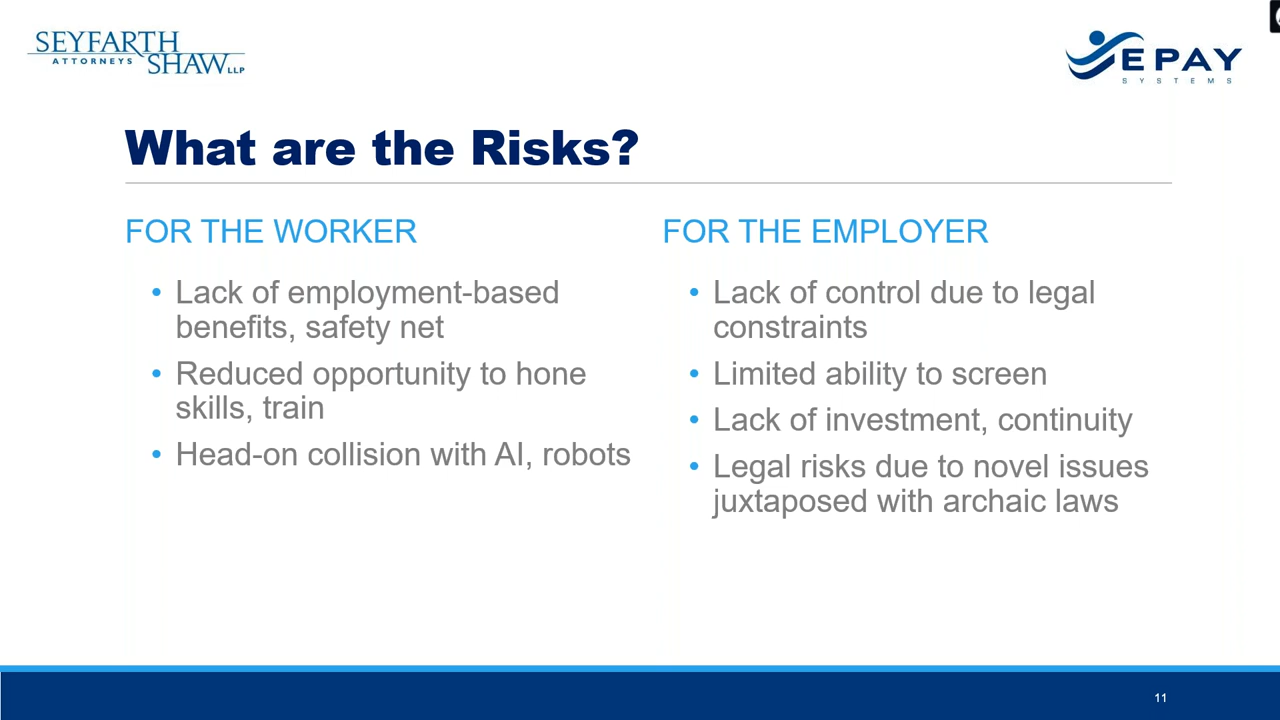 SEYFARTH
ATTORNEYS SHAW LLP
EPAY
SYSTEMS
What are the Risks?
FOR THE WORKER
• Lack of employment-based
benefits, safety net
• Reduced opportunity to hone
skills, train
• Head-on collision with AI, robots
FOR THE EMPLOYER
• Lack of control due to legal
constraints
• Limited ability to screen
• Lack of investment, continuity
• Legal risks due to novel issues
juxtaposed with archaic laws
11